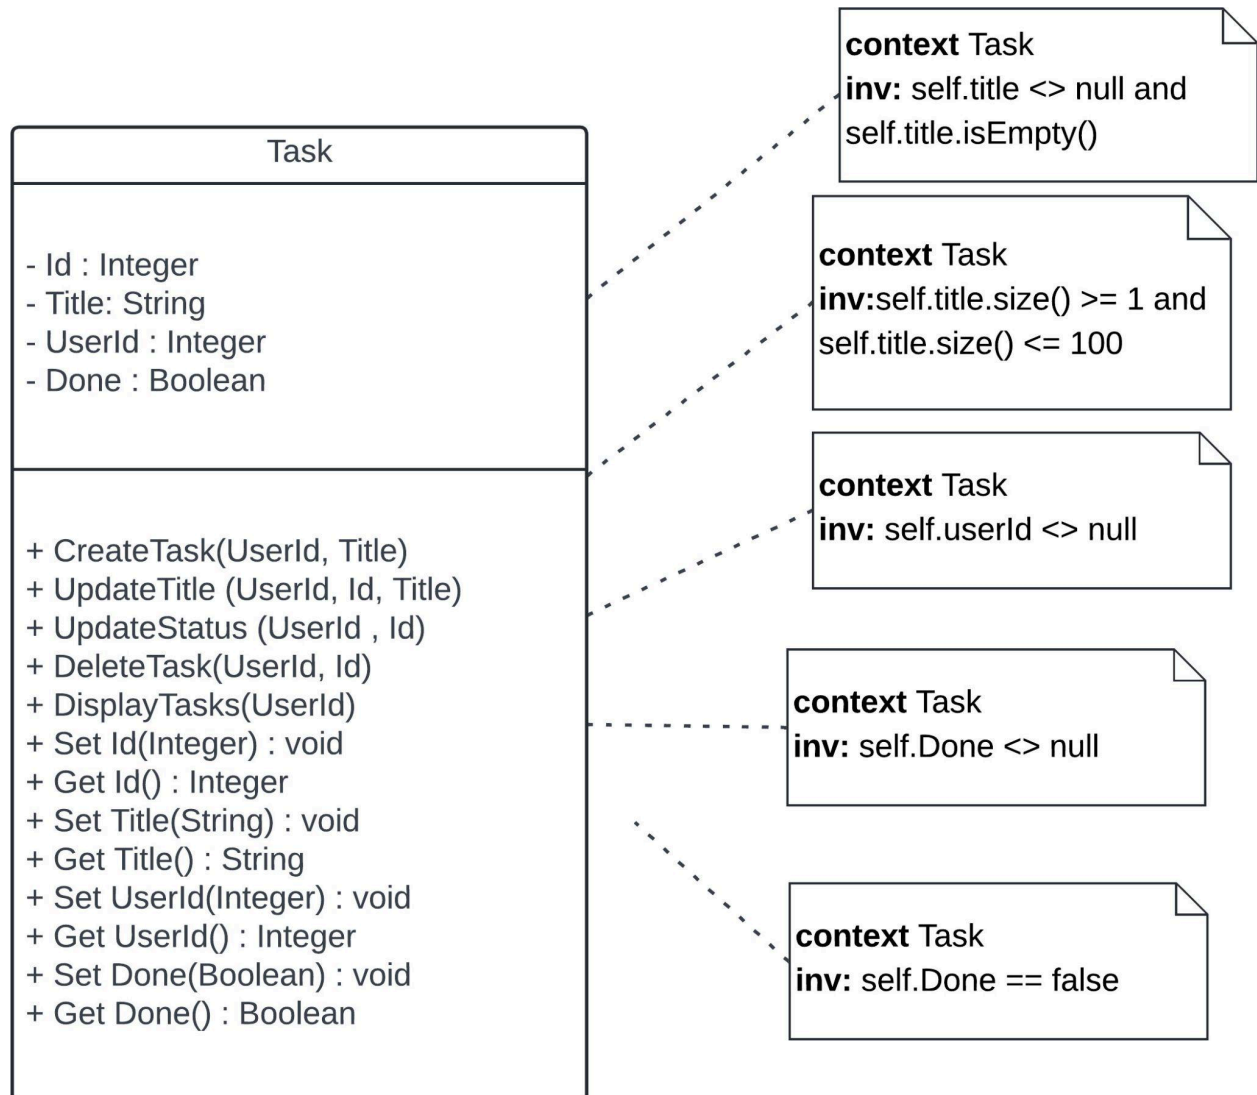 Task
- Id : Integer
- Title: String
- UserId : Integer
- Done : Boolean
+ CreateTask(UserId, Title)
+ UpdateTitle (UserId, Id, Title)
+ UpdateStatus (UserId , Id)
+ DeleteTask(UserId, Id)
+ DisplayTasks(UserId)
+ Set Id(Integer) : void
+ Get Id() : Integer
+ Set Title(String) : void
+ Get Title() : String
+ Set UserId(Integer) : void
+ Get UserId() : Integer
+ Set Done(Boolean) : void
+ Get Done() : Boolean
context Task
inv: self.title <> null and
self.title.isEmpty()
context Task
inv:self.title.size() >= 1 and
self.title.size() <= 100
context Task
inv: self.userId <> null
context Task
inv: self.Done <> null
context Task
inv: self.Done == false